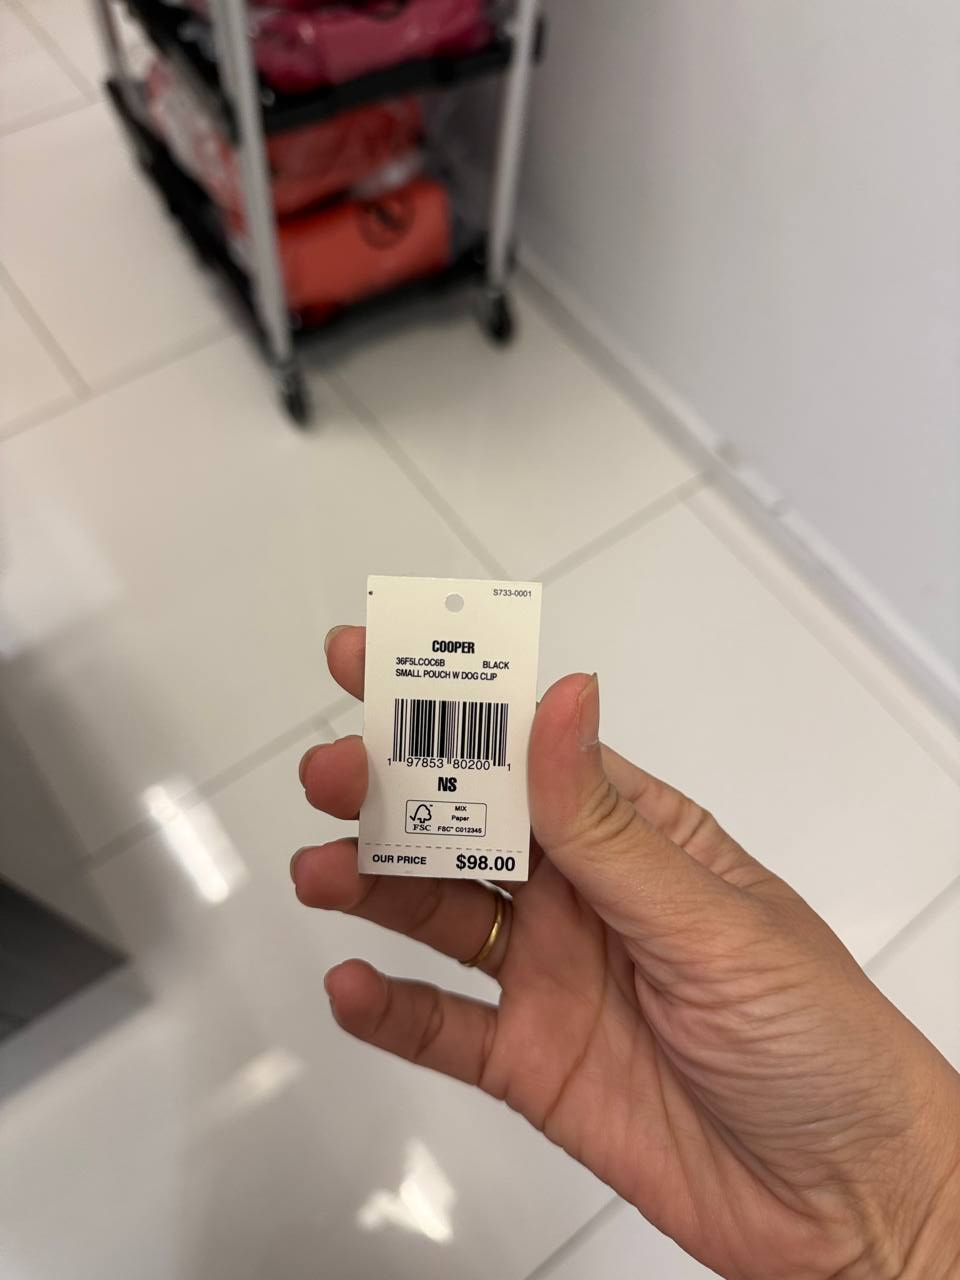 S733-0001
COOPER
36F5LCOC6B BLACK
SMALL POUCH W DOG CLIP
1 97853 80200 1
NS
FSC™
MIX
Paper
FSC® C012345
OUR PRICE $98.00